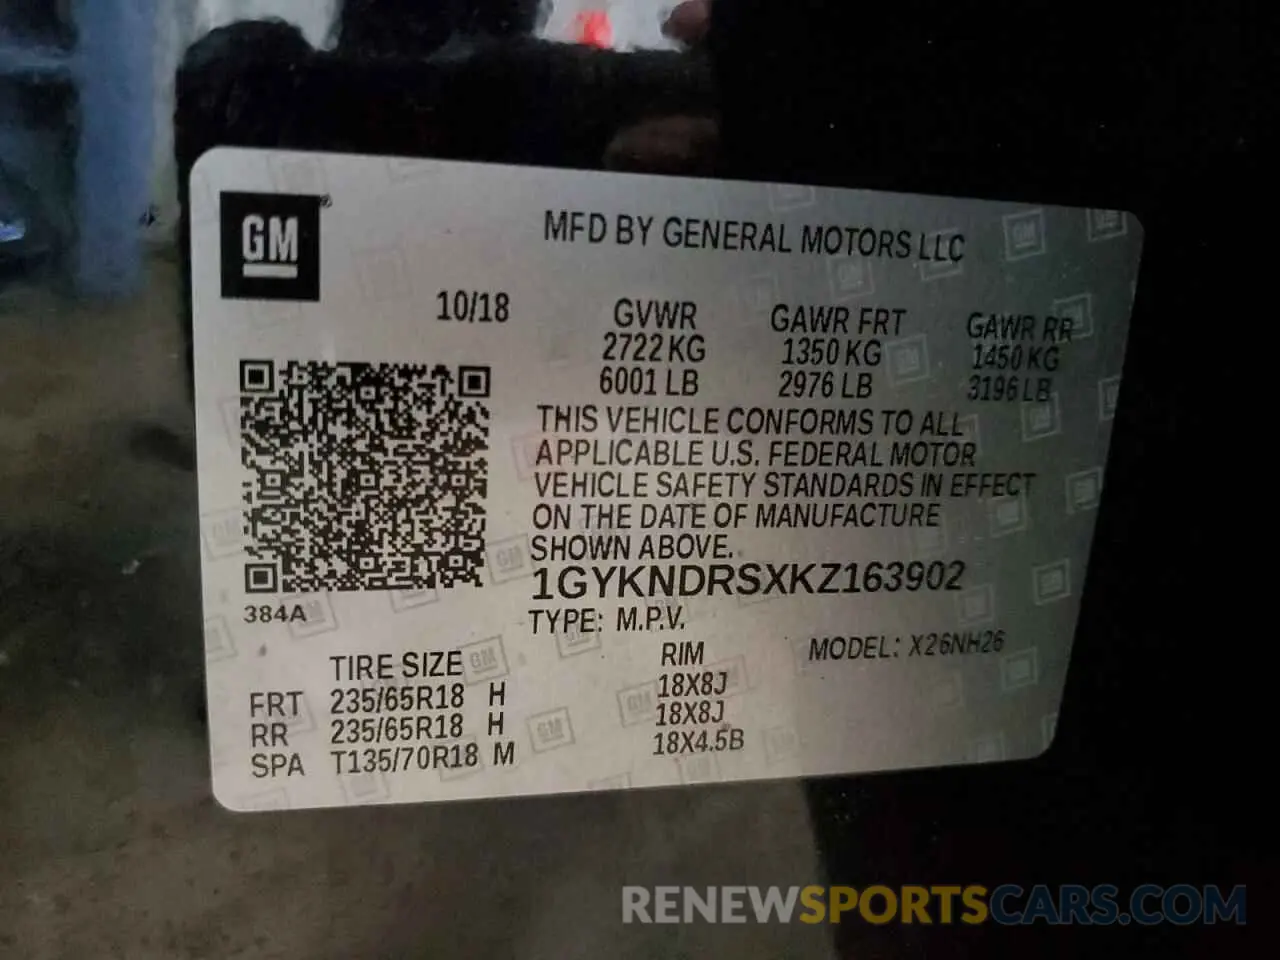 GM
MFD BY GENERAL MOTORS LLC
10/18 GVWR GAWR FRT GAWR RR
2722 KG 1350 KG 1450 KG
6001 LB 2976 LB 3196 LB
THIS VEHICLE CONFORMS TO ALL
APPLICABLE U.S. FEDERAL MOTOR
VEHICLE SAFETY STANDARDS IN EFFECT
ON THE DATE OF MANUFACTURE
SHOWN ABOVE.
1GYKNDRSXKZ163902
384A
TYPE: M.P.V. MODEL: X26NH26
TIRE SIZE RIM
FRT 235/65R18 H 18X8J
RR 235/65R18 H 18X8J
SPA T135/70R18 M 18X4.5B
RENEWSPORTSCARS.COM